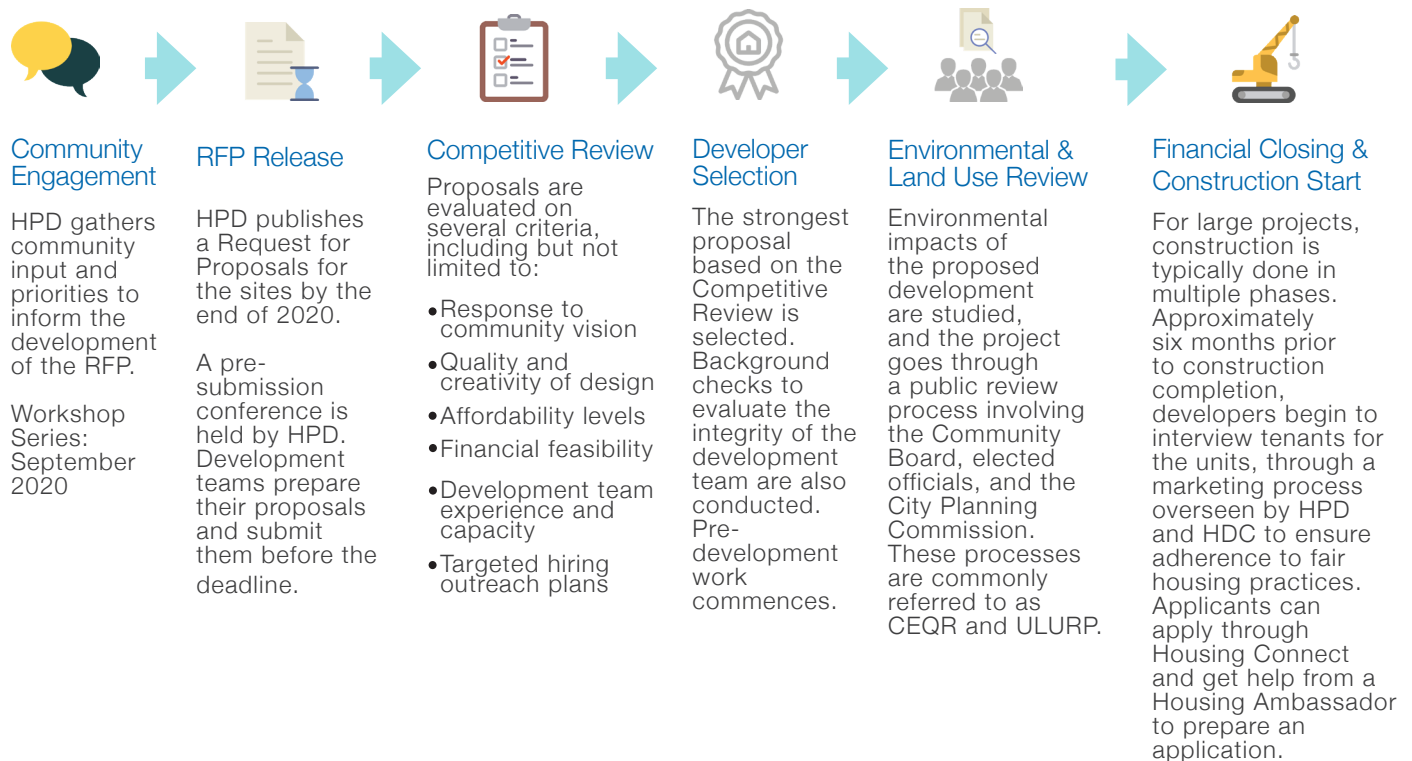 Community
Engagement
HPD gathers
community
input and
priorities to
inform the
development
of the RFP.
Workshop
Series:
September
2020
RFP Release
HPD publishes
a Request for
Proposals for
the sites by the
end of 2020.
A pre-
submission
conference is
held by HPD.
Development
teams prepare
their proposals
and submit
them before the
deadline.
Competitive Review
Proposals are
evaluated on
several criteria,
including but not
limited to:
•Response to
community vision
•Quality and
creativity of design
•Affordability levels
•Financial feasibility
•Development team
experience and
capacity
•Targeted hiring
outreach plans
Developer
Selection
The strongest
proposal
based on the
Competitive
Review is
selected.
Background
checks to
evaluate the
integrity of the
development
team are also
conducted.
Pre-
development
work
commences.
Environmental &
Land Use Review
Environmental
impacts of
the proposed
development
are studied,
and the project
goes through
a public review
process involving
the Community
Board, elected
officials, and the
City Planning
Commission.
These processes
are commonly
referred to as
CEQR and ULURP.
Financial Closing &
Construction Start
For large projects,
construction is
typically done in
multiple phases.
Approximately
six months prior
to construction
completion,
developers begin to
interview tenants for
the units, through a
marketing process
overseen by HPD
and HDC to ensure
adherence to fair
housing practices.
Applicants can
apply through
Housing Connect
and get help from a
Housing Ambassador
to prepare an
application.